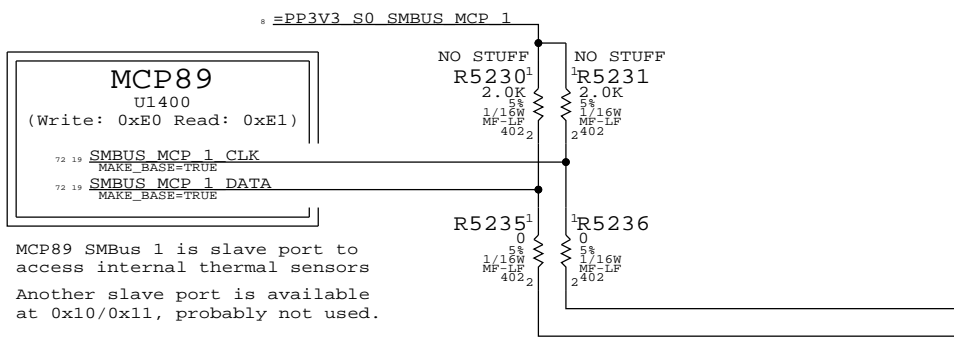 8 =PP3V3_S0_SMBUS_MCP_1
NO STUFF NO STUFF
R5230 1 1 R5231
2.0K 2.0K
5% 5%
1/16W 1/16W
MF-LF MF-LF
402 2 2 402
MCP89
U1400
(Write: 0xE0 Read: 0xE1)
72 19 SMBUS_MCP_1_CLK
MAKE_BASE=TRUE
72 19 SMBUS_MCP_1_DATA
MAKE_BASE=TRUE
R5235 1 1 R5236
0 0
5% 5%
1/16W 1/16W
MF-LF MF-LF
402 2 2 402
MCP89 SMBus 1 is slave port to
access internal thermal sensors
Another slave port is available
at 0x10/0x11, probably not used.